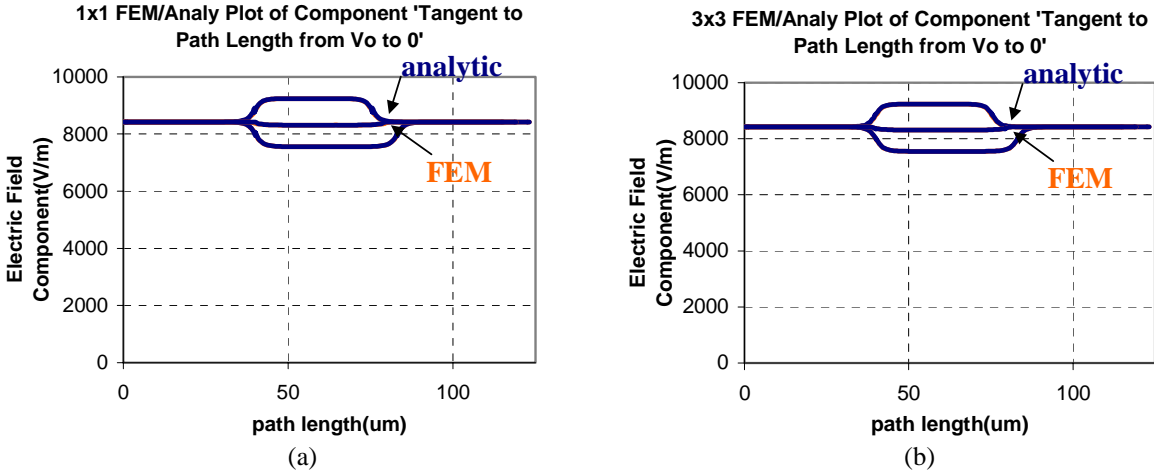 1x1 FEM/Analy Plot of Component 'Tangent to
Path Length from Vo to 0'
10000
8000
6000
4000
2000
0
analytic
FEM
Electric Field
Component(V/m)
0
50
100
path length(um)
(a)
3x3 FEM/Analy Plot of Component 'Tangent to
Path Length from Vo to 0'
10000
8000
6000
4000
2000
0
analytic
FEM
Electric Field
Component(V/m)
0
50
100
path length(um)
(b)